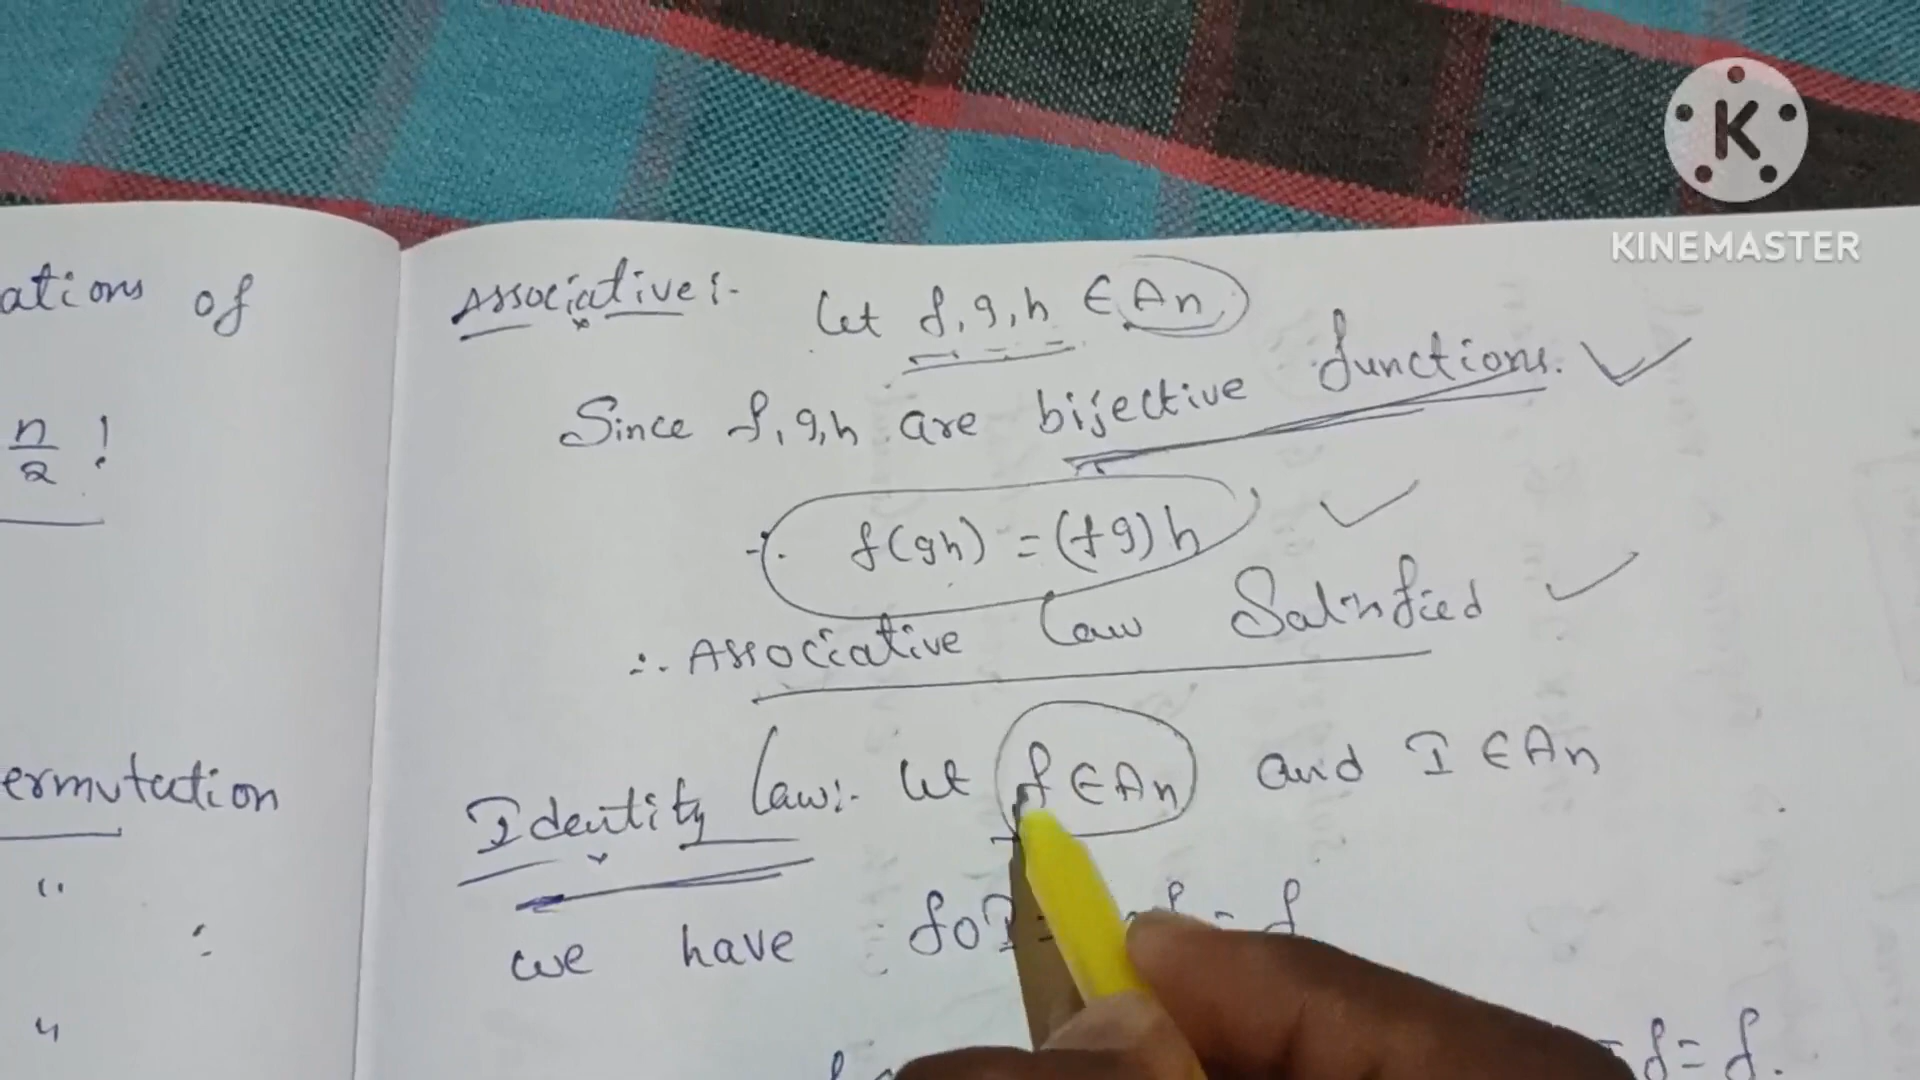 K
KINEMASTER
ations of
n/2 !
ermutation
"
Associative:- Let f, g, h ∈ An
Since f, g, h are bijective functions.
∴ f(gh) = (fg)h
∴ Associative Law Satisfied
Identity Law:- Let f ∈ An and I ∈ An
we have foI = f
f = f.